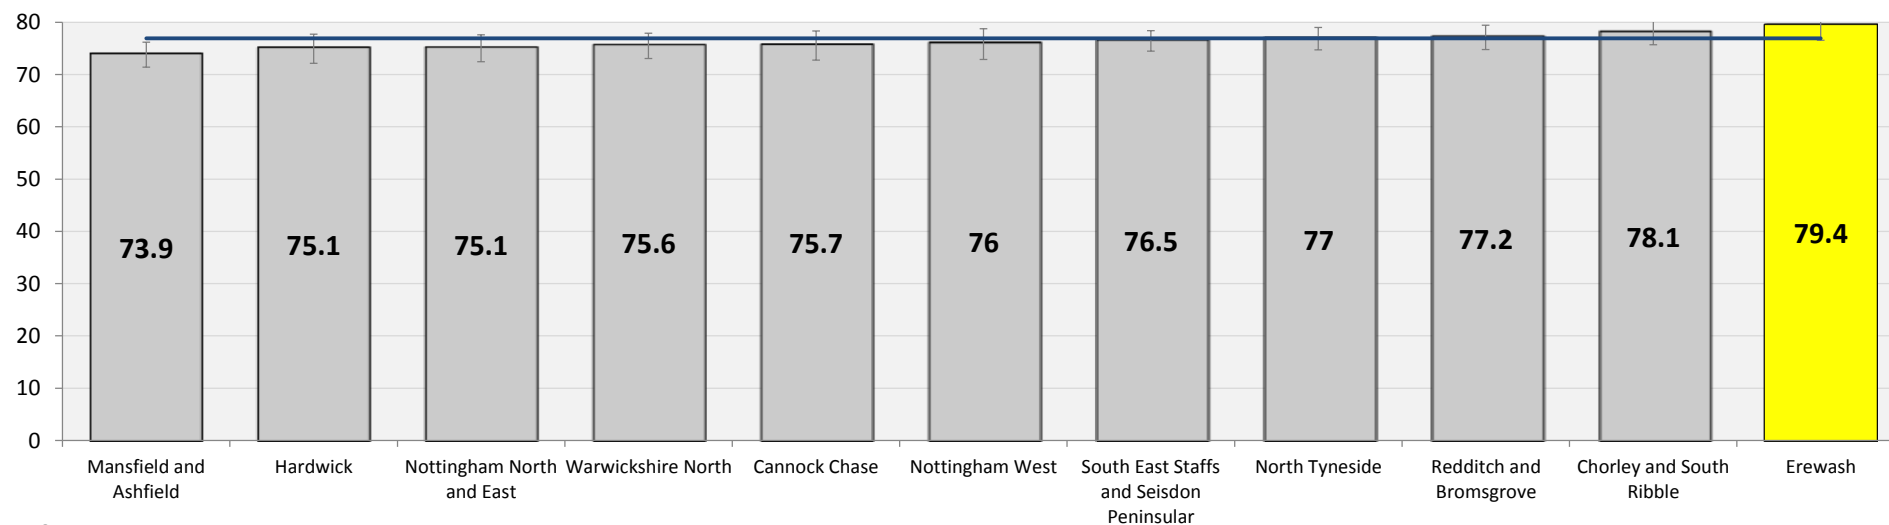 80
70
60
50
40
30
20
10
0
73.9
75.1
75.1
75.6
75.7
76
76.5
77
77.2
78.1
79.4
Mansfield and
Ashfield
Hardwick
Nottingham North
and East
Warwickshire North
Cannock Chase
Nottingham West
South East Staffs
and Seisdon
Peninsular
North Tyneside
Redditch and
Bromsgrove
Chorley and South
Ribble
Erewash